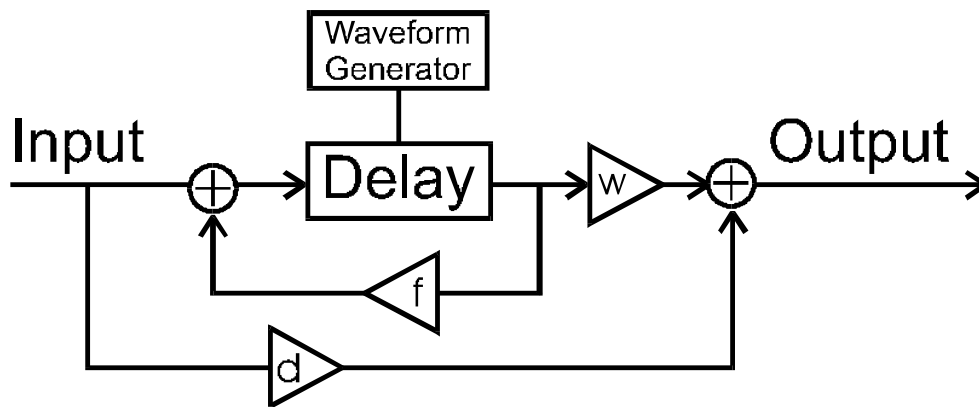 Waveform
Generator
Input
Output
+
Delay
w
+
f
d